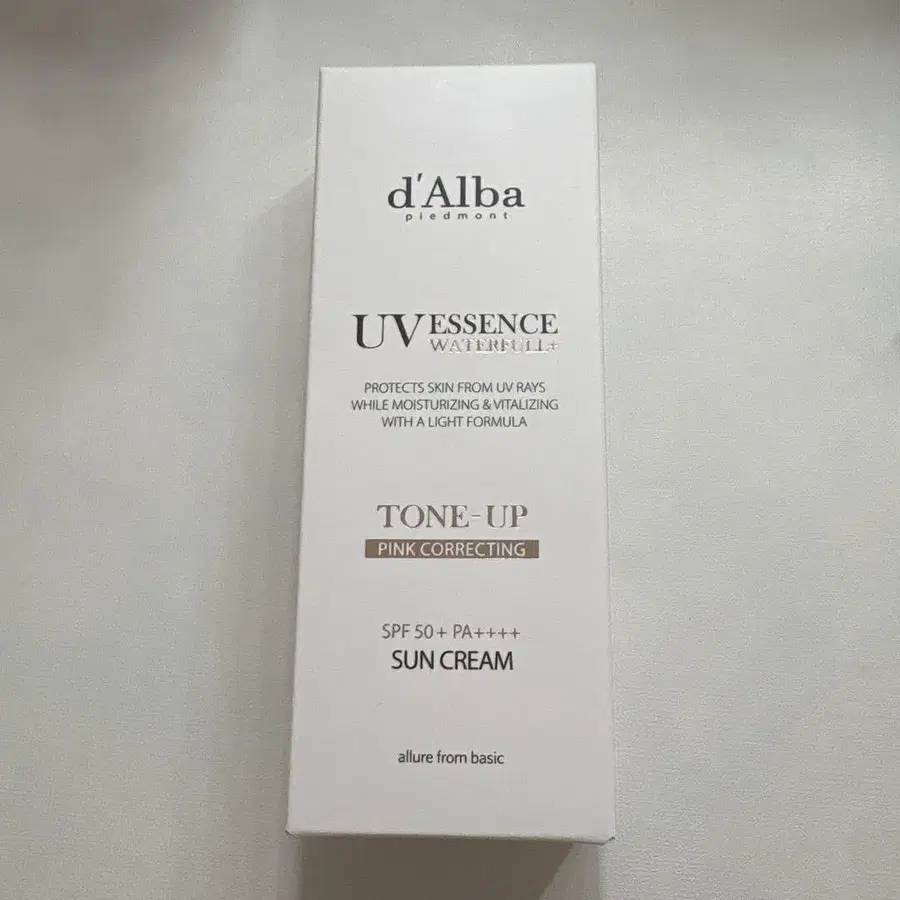 d'Alba
piedmont
UV ESSENCE
WATERFULL+
PROTECTS SKIN FROM UV RAYS
WHILE MOISTURIZING & VITALIZING
WITH A LIGHT FORMULA
TONE-UP
PINK CORRECTING
SPF 50+ PA++++
SUN CREAM
allure from basic